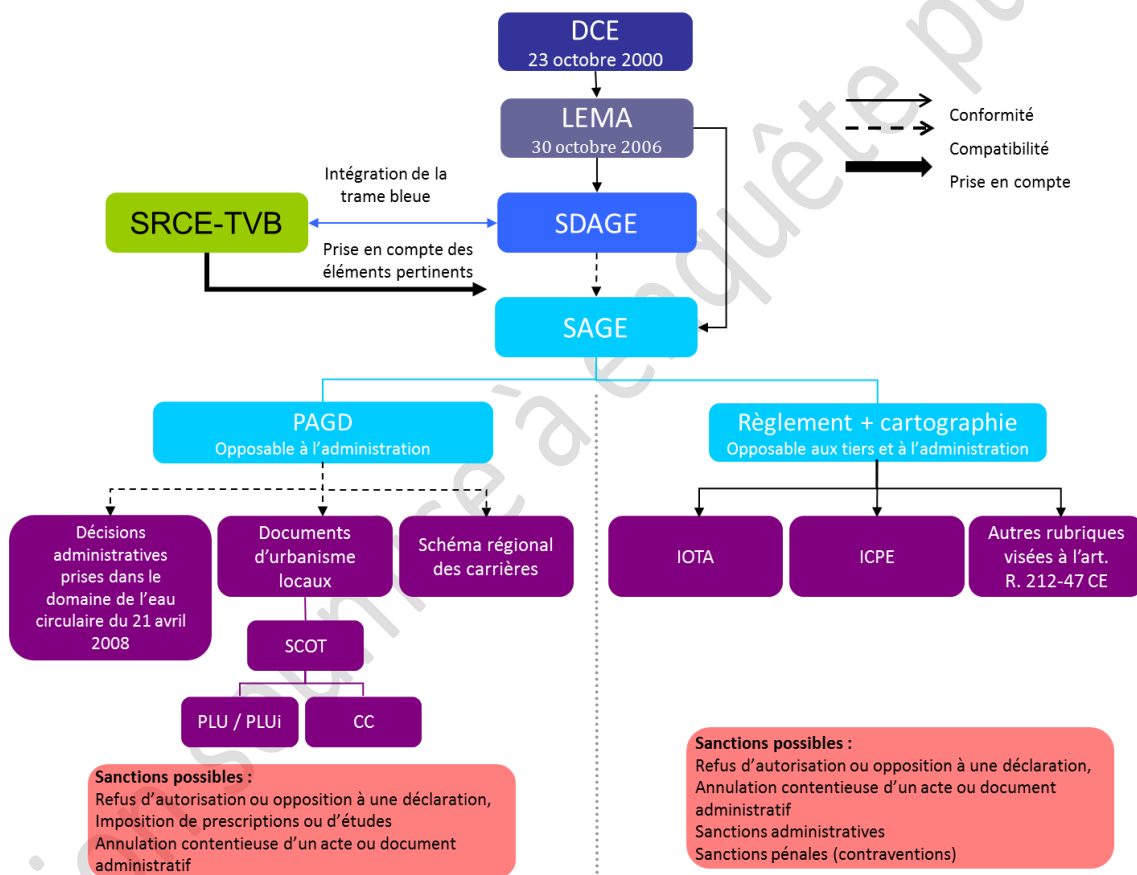 DCE
23 octobre 2000
LEMA
30 octobre 2006
Conformité
Compatibilité
Prise en compte
Intégration de la
trame bleue
SRCE-TVB
SDAGE
Prise en compte des
éléments pertinents
SAGE
PAGD
Opposable à l'administration
Règlement + cartographie
Opposable aux tiers et à l'administration
Décisions
administratives
prises dans le
domaine de l'eau
circulaire du 21 avril
2008
Documents
d'urbanisme
locaux
Schéma régional
des carrières
IOTA
ICPE
Autres rubriques
visées à l'art.
R. 212-47 CE
SCOT
PLU / PLUi
CC
Sanctions possibles :
Refus d'autorisation ou opposition à une déclaration,
Imposition de prescriptions ou d'études
Annulation contentieuse d'un acte ou document
administratif
Sanctions possibles :
Refus d'autorisation ou opposition à une déclaration,
Annulation contentieuse d'un acte ou document
administratif
Sanctions administratives
Sanctions pénales (contraventions)
soumise à enquête